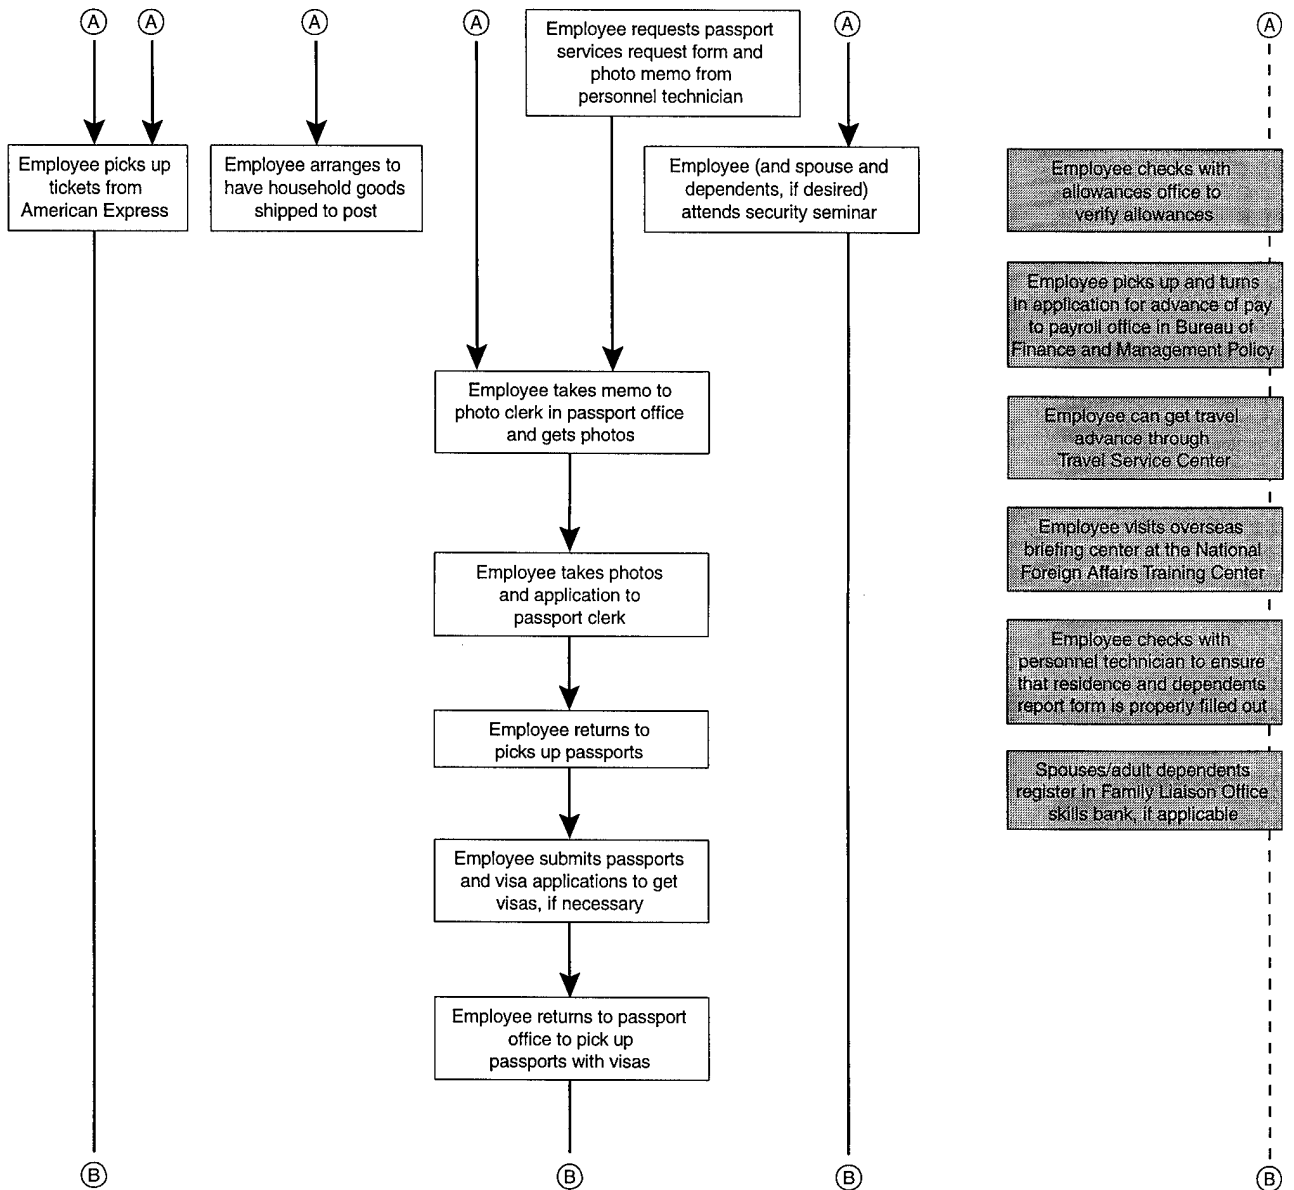 A
A
A
A
Employee requests passport
services request form and
photo memo from
personnel technician
A
A
Employee picks up
tickets from
American Express
Employee arranges to
have household goods
shipped to post
Employee (and spouse and
dependents, if desired)
attends security seminar
Employee checks with
allowances office to
verify allowances
Employee picks up and turns
in application for advance of pay
to payroll office in Bureau of
Finance and Management Policy
Employee takes memo to
photo clerk in passport office
and gets photos
Employee can get travel
advance through
Travel Service Center
Employee visits overseas
briefing center at the National
Foreign Affairs Training Center
Employee takes photos
and application to
passport clerk
Employee checks with
personnel technician to ensure
that residence and dependents
report form is properly filled out
Employee returns to
picks up passports
Spouses/adult dependents
register in Family Liaison Office
skills bank, if applicable
Employee submits passports
and visa applications to get
visas, if necessary
Employee returns to passport
office to pick up
passports with visas
B
B
B
B